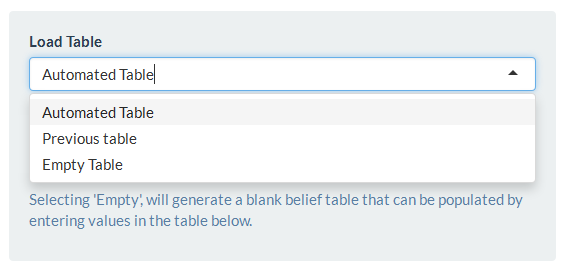 Load Table
Automated Table
Automated Table
Previous table
Empty Table
Selecting 'Empty', will generate a blank belief table that can be populated by
entering values in the table below.